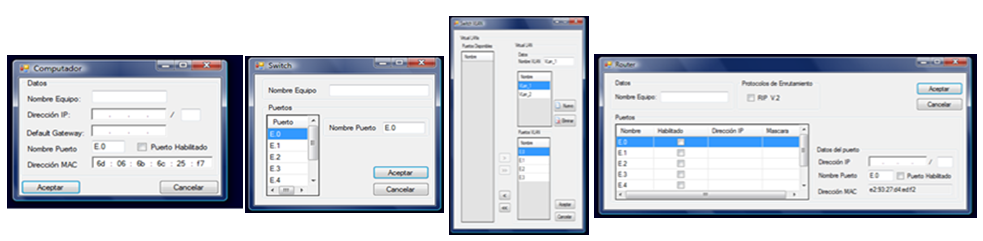 Computador
Datos
Nombre Equipo:
Dirección IP:
. . . /
Default Gateway:
. . .
Nombre Puerto E.0 Puerto Habilitado
Dirección MAC 6d : 06 : 6b : 6c : 25 : f7
Aceptar Cancelar
Switch
Nombre Equipo
Puertos
Puerto
E.0
E.1
E.2
E.3
E.4
Nombre Puerto E.0
Aceptar
Cancelar
Switch VLAN
Virtual LANs
Puertos Disponibles
Nombre
Virtual LAN
Datos
Nombre VLAN Vlan_1
Nombre
Vlan_1
Vlan_2
Nuevo
Eliminar
Puertos VLAN
Nombre
E.0
E.1
E.2
E.3
>
>>
<
<<
Aceptar
Cancelar
Router
Datos
Nombre Equipo:
Protocolos de Enrutamiento
RIP V.2
Aceptar
Cancelar
Puertos
Nombre Habilitado Dirección IP Mascara
E.0
E.1
E.2
E.3
E.4
Datos del puerto
Dirección IP . . . /
Nombre Puerto E.0 Puerto Habilitado
Dirección MAC e2:93:27:d4:ed:f2